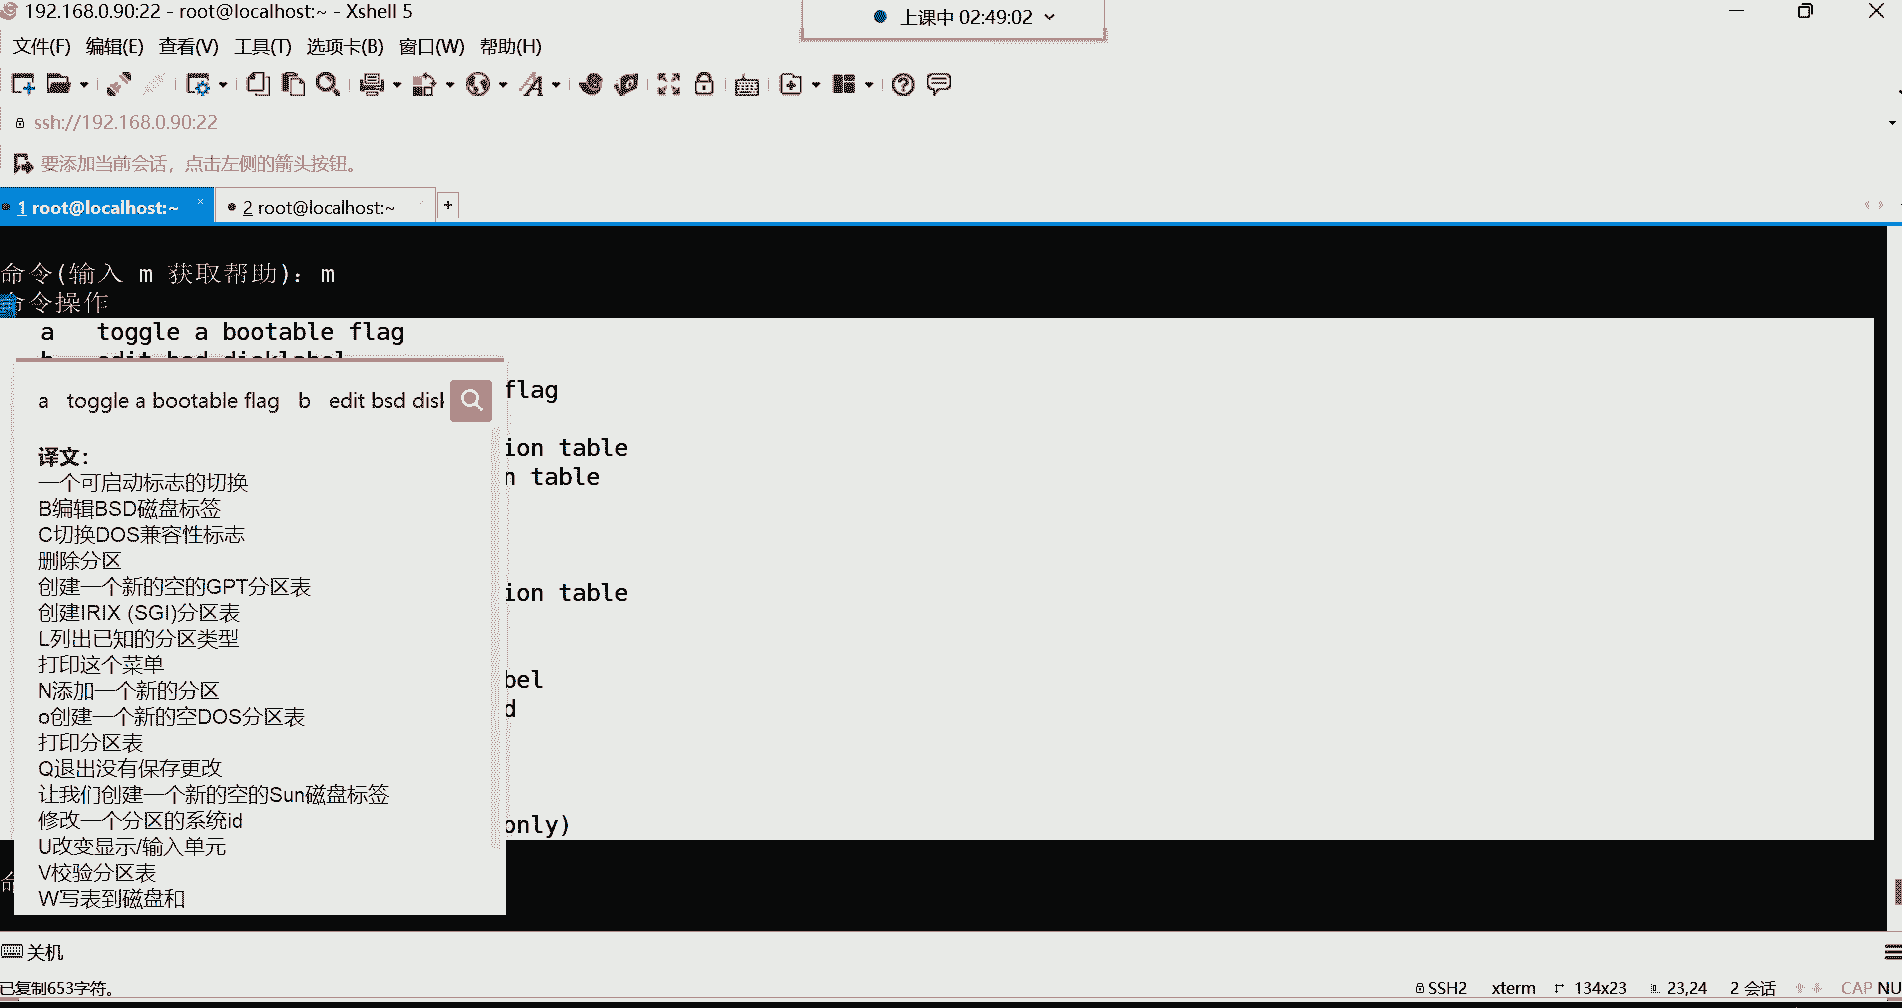 192.168.0.90:22 - root@localhost:~ - Xshell 5
上课中 02:49:02
文件(F) 编辑(E) 查看(V) 工具(T) 选项卡(B) 窗口(W) 帮助(H)
ssh://192.168.0.90:22
要添加当前会话，点击左侧的箭头按钮。
1 root@localhost:~ 2 root@localhost:~ +
命令(输入 m 获取帮助)：m
命令操作
a toggle a bootable flag
b edit bsd disklabel
flag
ion table
n table
ion table
bel
d
only)
a toggle a bootable flag b edit bsd disl
译文：
一个可启动标志的切换
B编辑BSD磁盘标签
C切换DOS兼容性标志
删除分区
创建一个新的空的GPT分区表
创建IRIX (SGI)分区表
L列出已知的分区类型
打印这个菜单
N添加一个新的分区
o创建一个新的空DOS分区表
打印分区表
Q退出没有保存更改
让我们创建一个新的空的Sun磁盘标签
修改一个分区的系统id
U改变显示/输入单元
V校验分区表
W写表到磁盘和
命
关机
已复制653字符。
SSH2 xterm 134x23 23,24 2 会话 CAP NU